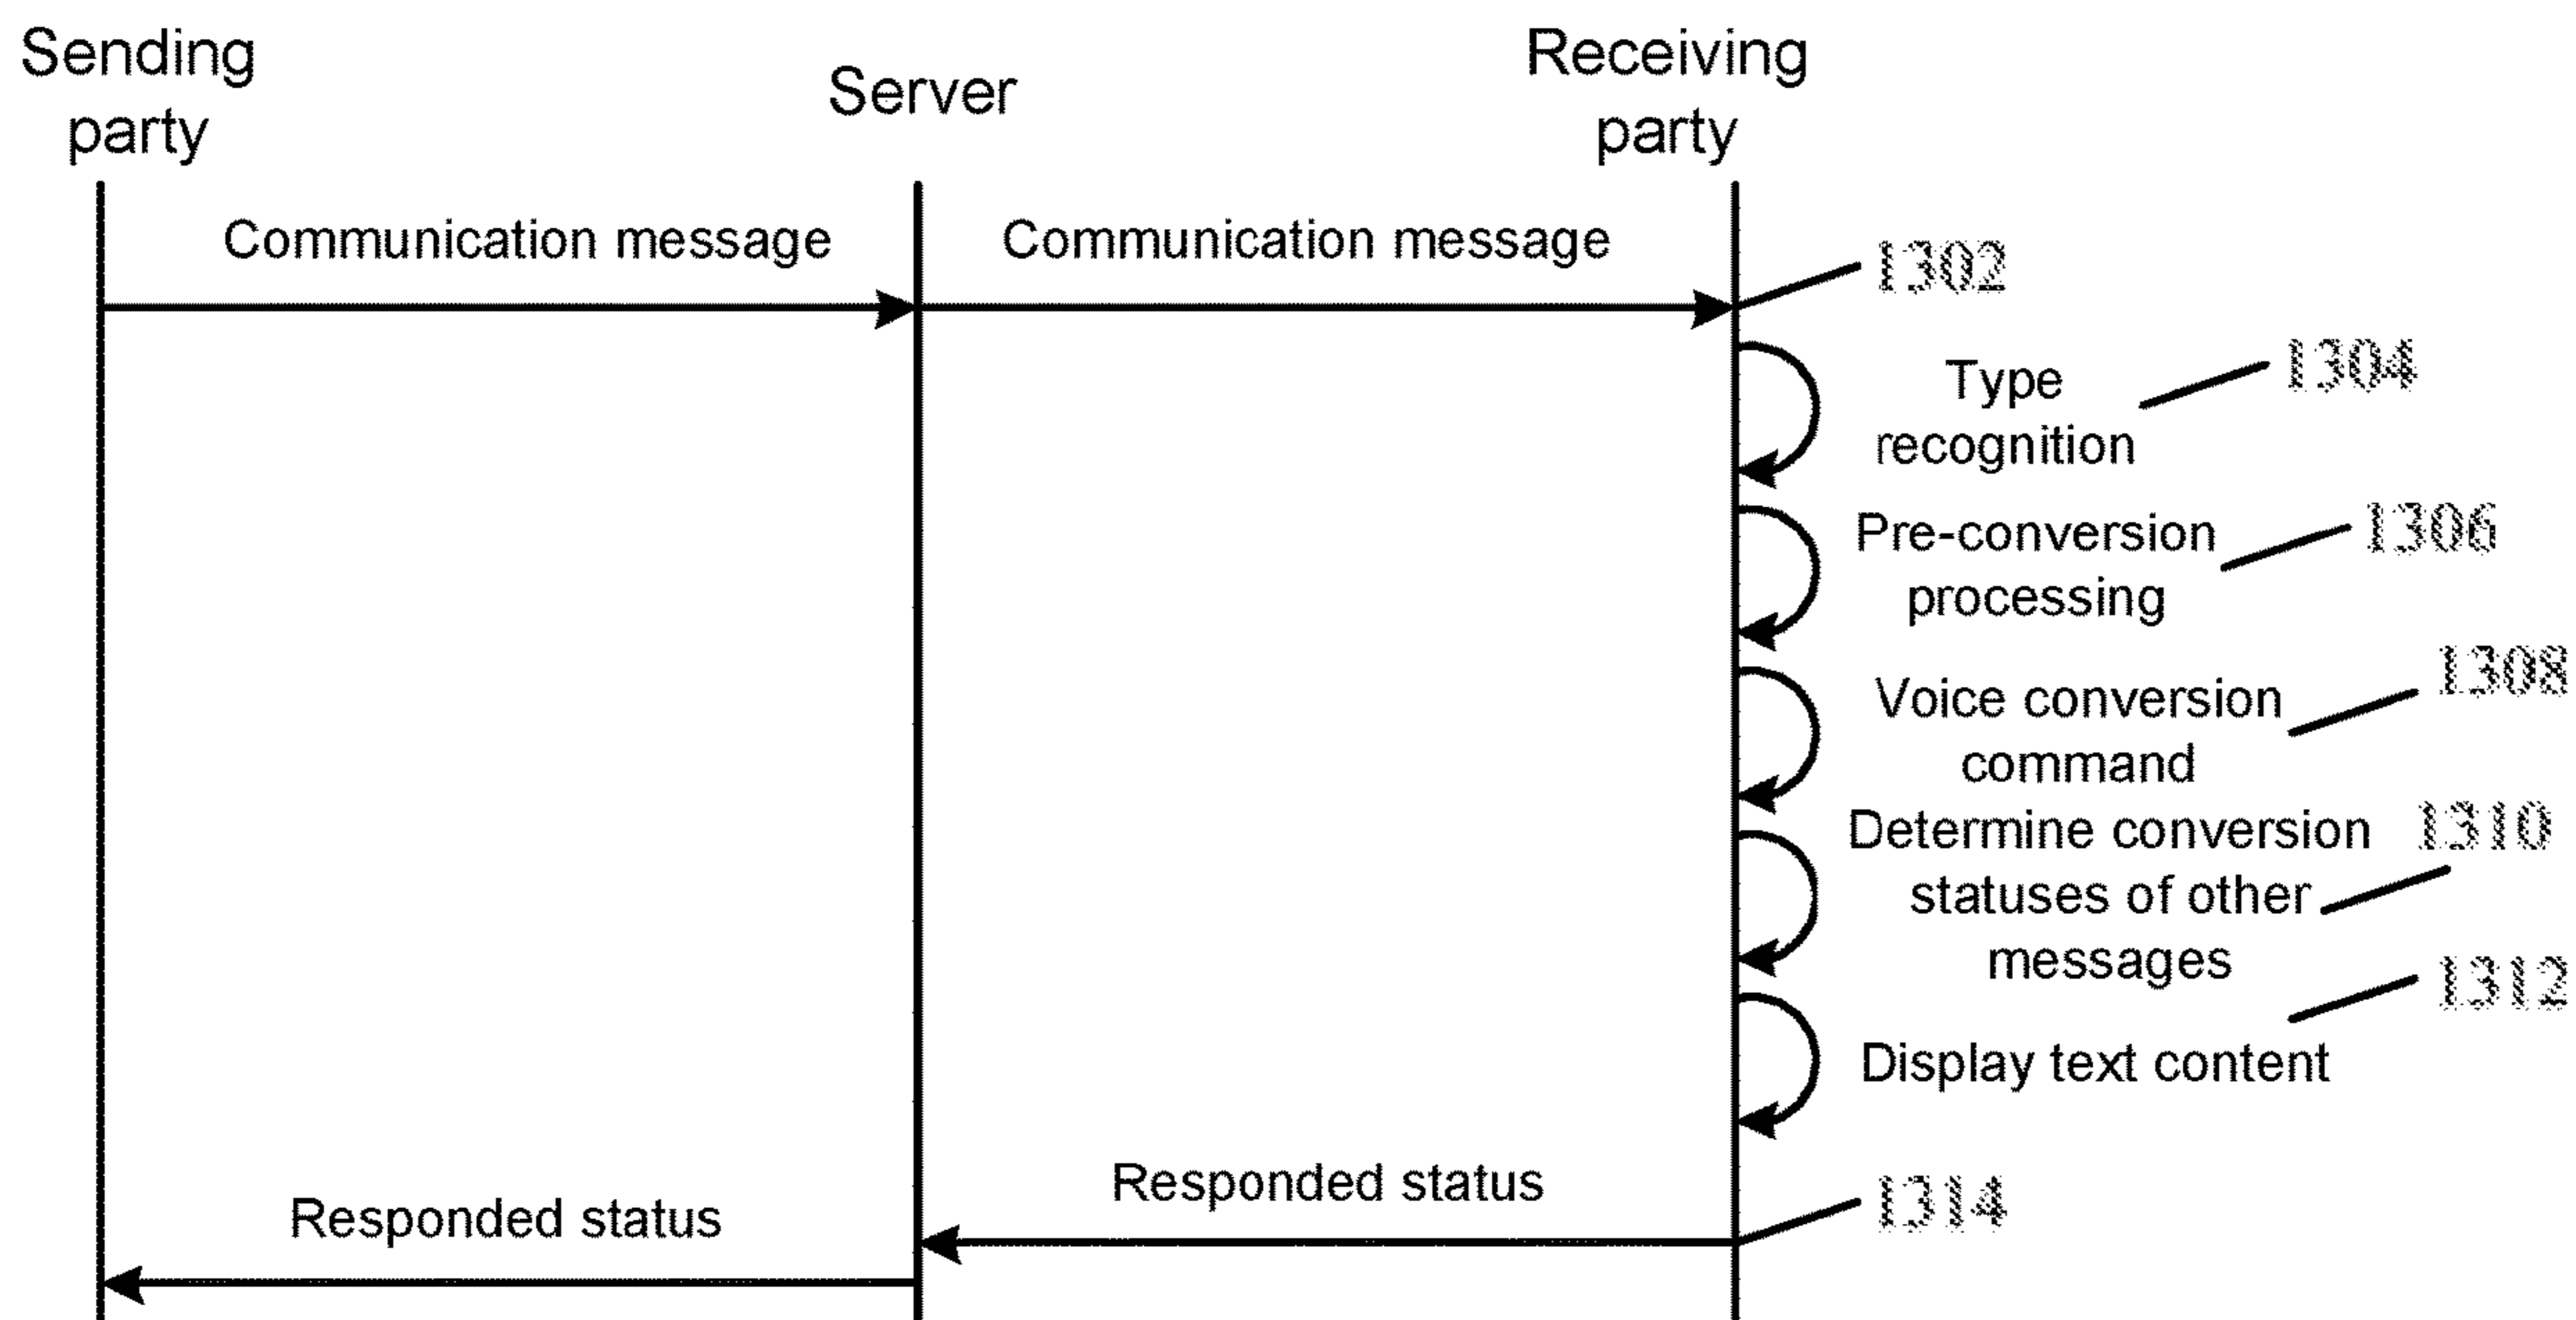 Sending
party
Server
Receiving
party
Communication message
Communication message
1302
Type
recognition
1304
Pre-conversion
processing
1306
Voice conversion
command
1308
Determine conversion
statuses of other
messages
1310
Display text content
1312
Responded status
1314
Responded status